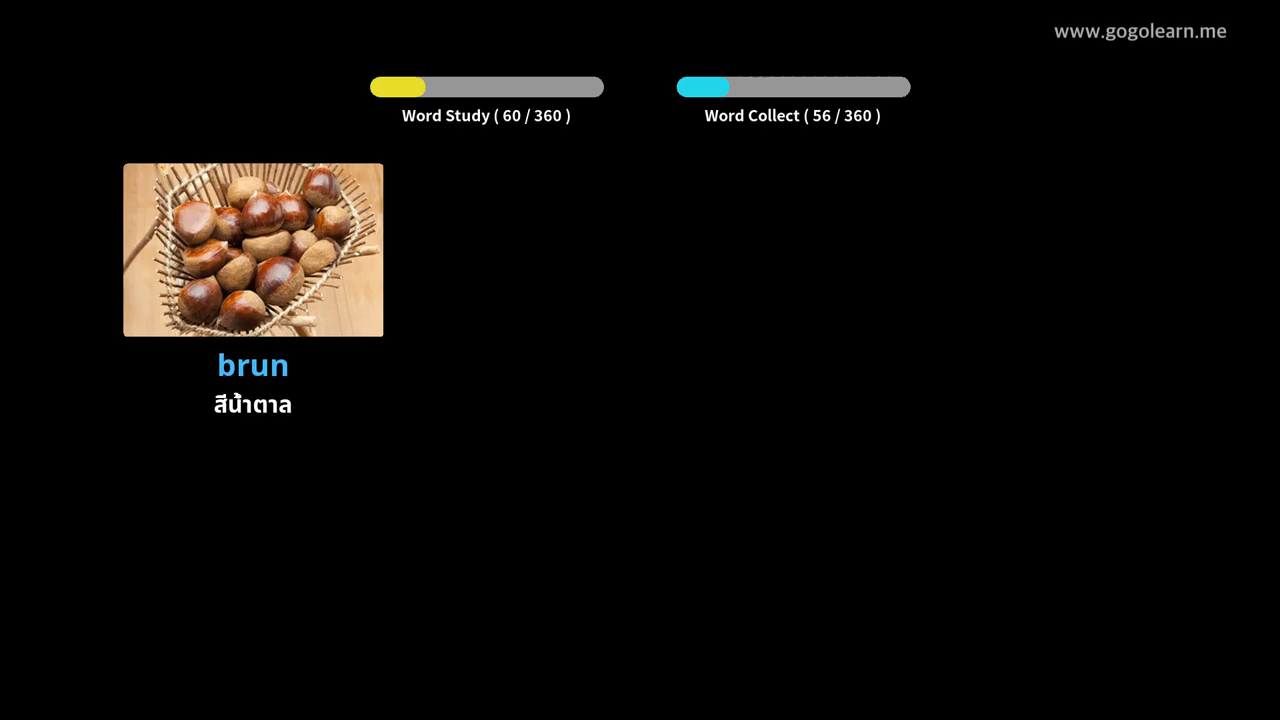 www.gogolearn.me
Word Study ( 60 / 360 )
Word Collect ( 56 / 360 )
brun
สีน้ำตาล